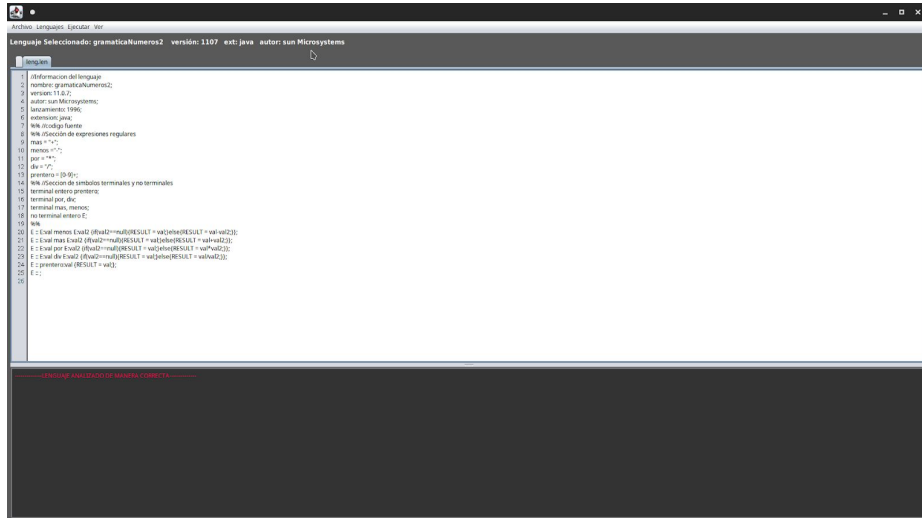 Archivo Lenguajes Ejecutar Ver
Lenguaje Seleccionado: gramaticaNumeros2 versión: 1107 ext: java autor: sun Microsystems
leng.len
1 //Informacion del lenguaje
2 nombre: gramaticaNumeros2;
3 version: 11.0.7;
4 autor: sun Microsystems;
5 lanzamiento: 1996;
6 extension: java;
7 %% //codigo fuente
8 %% //Sección de expresiones regulares
9 mas = "+";
10 menos ="-";
11 por = "*";
12 div = "/";
13 prentero = [0-9]+;
14 %% //Seccion de simbolos terminales y no terminales
15 terminal entero prentero;
16 terminal por, div;
17 terminal mas, menos;
18 no terminal entero E;
19 %%
20 E :: E:val menos E:val2 {if(val2==null){RESULT = val;}else{RESULT = val-val2;}};
21 E :: E:val mas E:val2 {if(val2==null){RESULT = val;}else{RESULT = val+val2;}};
22 E :: E:val por E:val2 {if(val2==null){RESULT = val;}else{RESULT = val*val2;}};
23 E :: E:val div E:val2 {if(val2==null){RESULT = val;}else{RESULT = val/val2;}};
24 E :: prentero:val {RESULT = val;};
25 E :: ;
26
---------------LENGUAJE ANALIZADO DE MANERA CORRECTA---------------